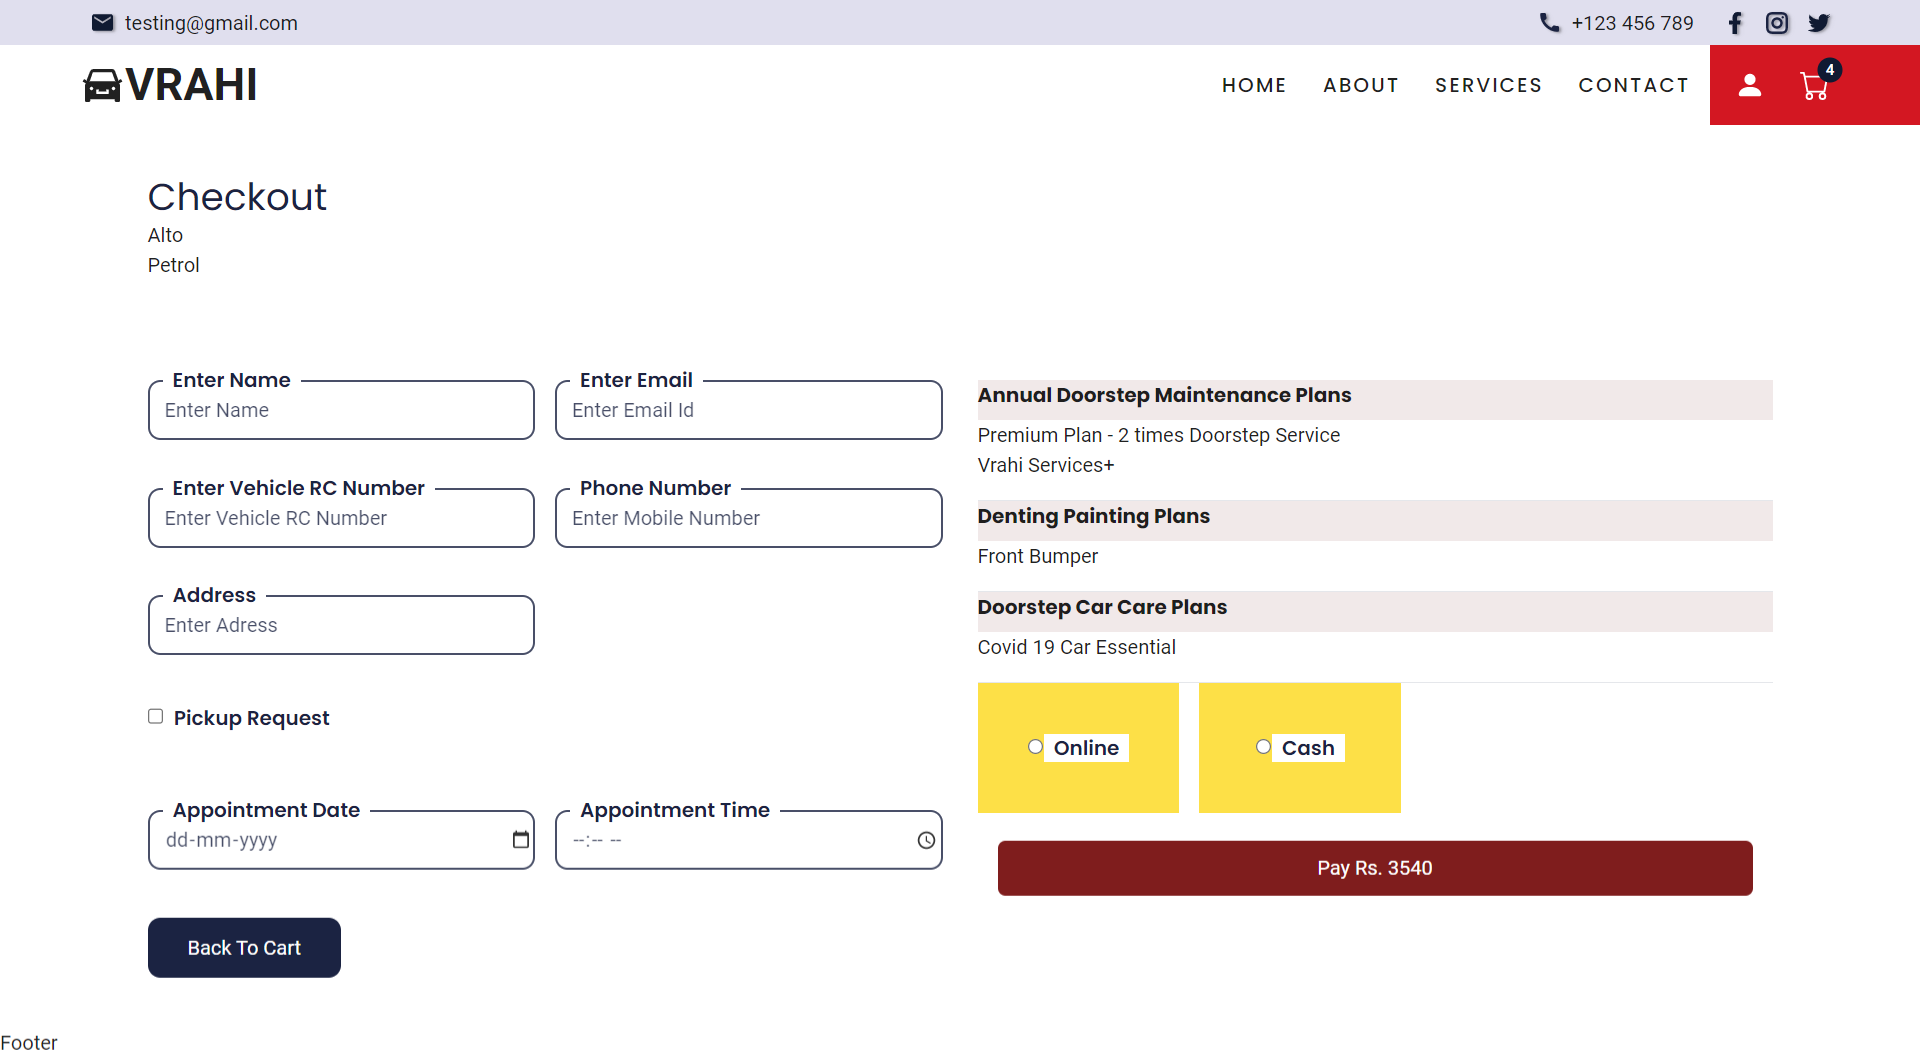 testing@gmail.com
+123 456 789
VRAHI
HOME ABOUT SERVICES CONTACT
4
Checkout
Alto
Petrol
Enter Name
Enter Name
Enter Email
Enter Email Id
Enter Vehicle RC Number
Enter Vehicle RC Number
Phone Number
Enter Mobile Number
Address
Enter Adress
Pickup Request
Appointment Date
dd-mm-yyyy
Appointment Time
--:-- --
Back To Cart
Annual Doorstep Maintenance Plans
Premium Plan - 2 times Doorstep Service
Vrahi Services+
Denting Painting Plans
Front Bumper
Doorstep Car Care Plans
Covid 19 Car Essential
Online
Cash
Pay Rs. 3540
Footer